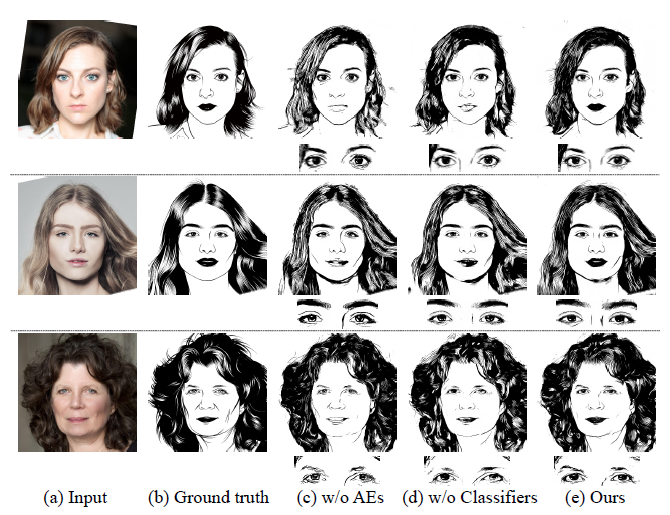 (a) Input (b) Ground truth (c) w/o AEs (d) w/o Classifiers (e) Ours